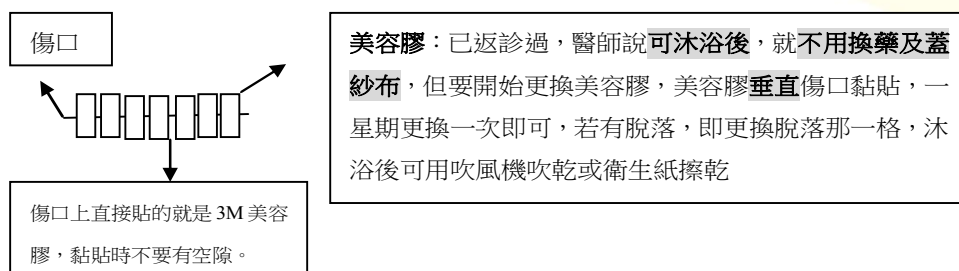 傷口
美容膠：已返診過，醫師說可沐浴後，就不用換藥及蓋
紗布，但要開始更換美容膠，美容膠垂直傷口黏貼，一
星期更換一次即可，若有脫落，即更換脫落那一格，沐
浴後可用吹風機吹乾或衛生紙擦乾
傷口上直接貼的就是 3M 美容
膠，黏貼時不要有空隙。